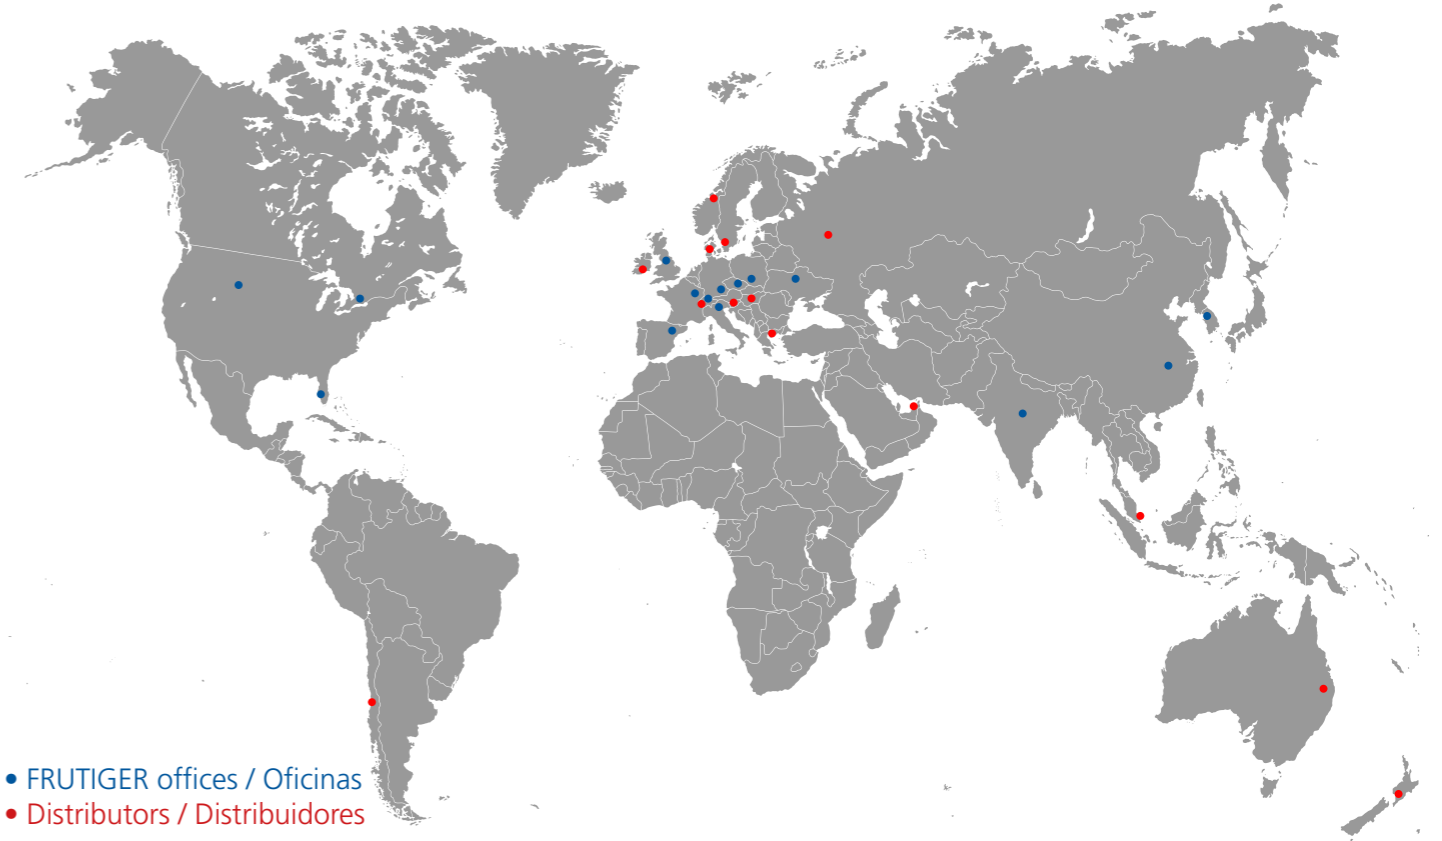 • FRUTIGER offices / Oficinas
• Distributors / Distribuidores